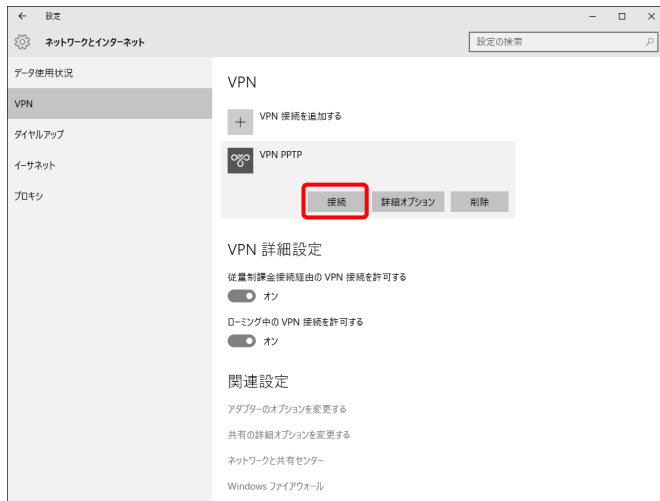 設定
ネットワークとインターネット
設定の検索
データ使用状況
VPN
ダイヤルアップ
イーサネット
プロキシ
VPN
VPN 接続を追加する
VPN PPTP
接続 詳細オプション 削除
VPN 詳細設定
従量制課金接続経由の VPN 接続を許可する
オン
ローミング中の VPN 接続を許可する
オン
関連設定
アダプターのオプションを変更する
共有の詳細オプションを変更する
ネットワークと共有センター
Windows ファイアウォール